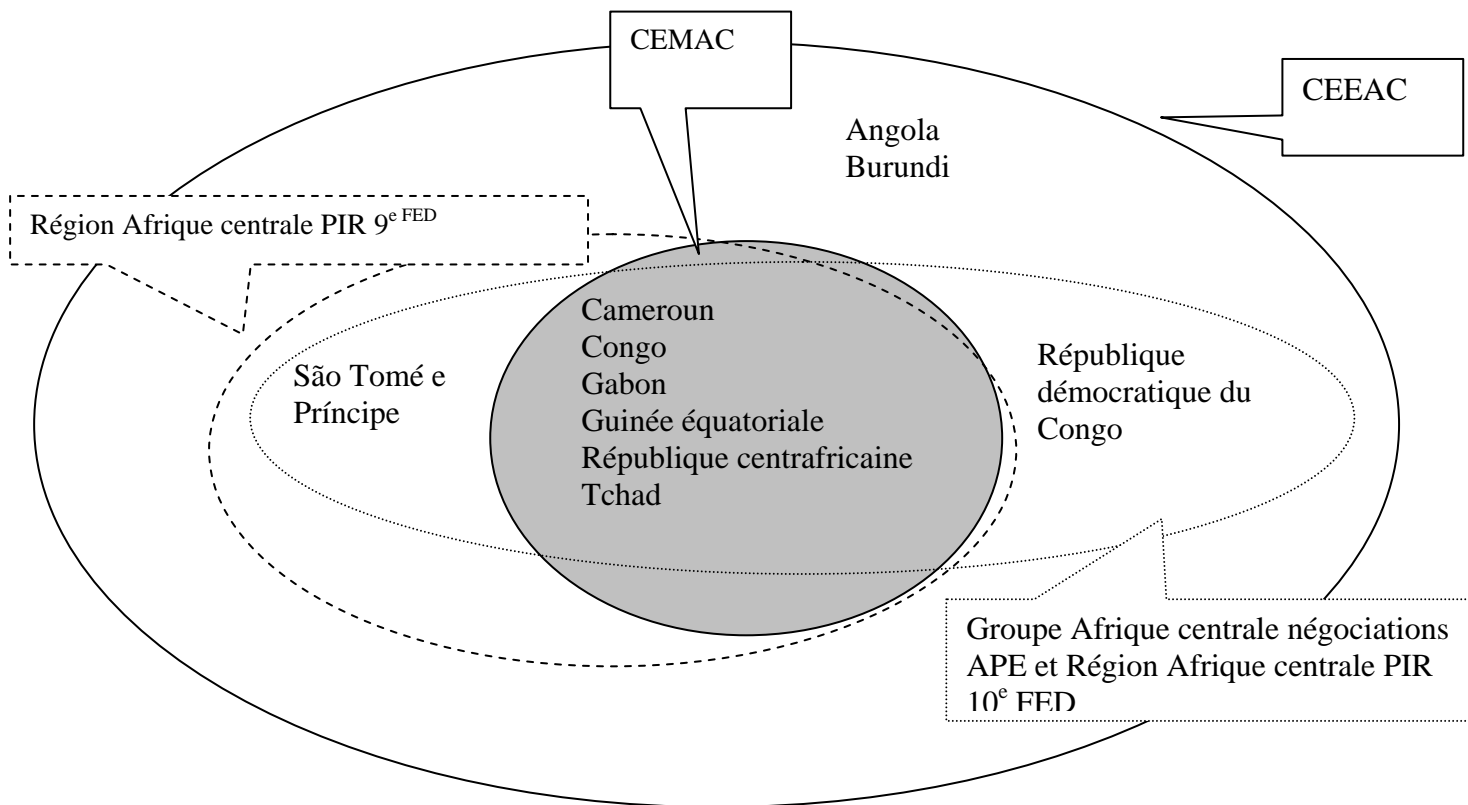 CEMAC
CEEAC
Angola
Burundi
Région Afrique centrale PIR 9e FED
Cameroun
Congo
Gabon
Guinée équatoriale
République centrafricaine
Tchad
São Tomé e
Príncipe
République
démocratique du
Congo
Groupe Afrique centrale négociations
APE et Région Afrique centrale PIR
10e FED